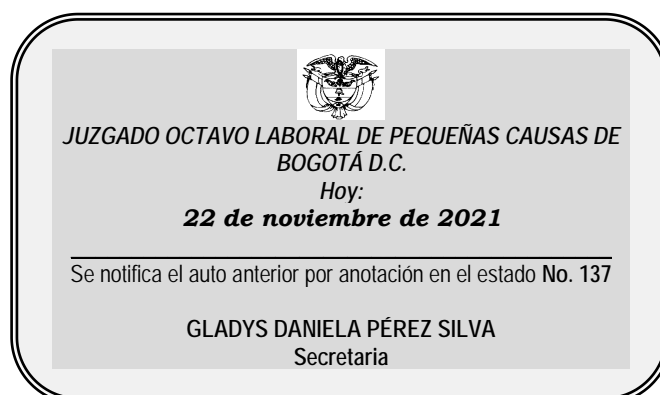 JUZGADO OCTAVO LABORAL DE PEQUEÑAS CAUSAS DE
BOGOTÁ D.C.
Hoy:
22 de noviembre de 2021
Se notifica el auto anterior por anotación en el estado No. 137
GLADYS DANIELA PÉREZ SILVA
Secretaria